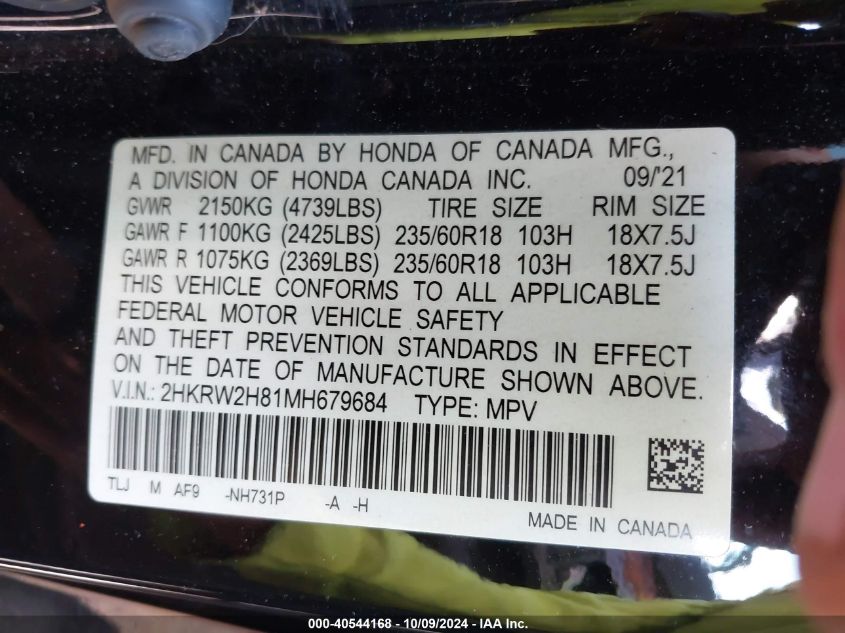 MFD. IN CANADA BY HONDA OF CANADA MFG.,
A DIVISION OF HONDA CANADA INC. 09/'21
GVWR 2150KG (4739LBS) TIRE SIZE RIM SIZE
GAWR F 1100KG (2425LBS) 235/60R18 103H 18X7.5J
GAWR R 1075KG (2369LBS) 235/60R18 103H 18X7.5J
THIS VEHICLE CONFORMS TO ALL APPLICABLE
FEDERAL MOTOR VEHICLE SAFETY
AND THEFT PREVENTION STANDARDS IN EFFECT
ON THE DATE OF MANUFACTURE SHOWN ABOVE.
V.I.N.: 2HKRW2H81MH679684 TYPE: MPV
TLJ M AF9 -NH731P -A -H
MADE IN CANADA
000-40544168 - 10/09/2024 - IAA Inc.